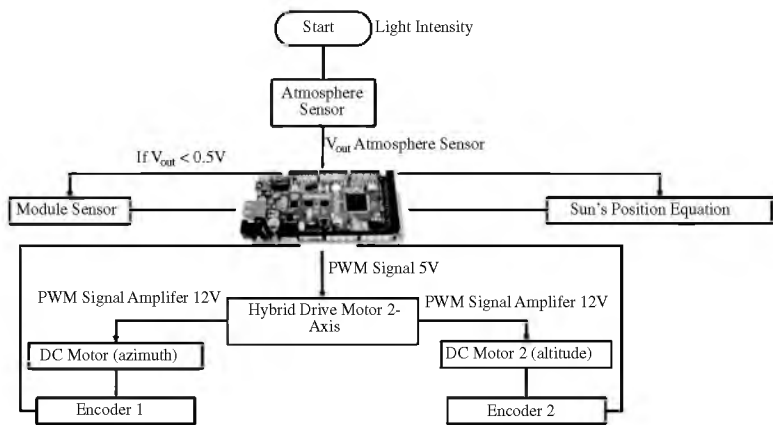 Start
Light Intensity
Atmosphere
Sensor
V_out Atmosphere Sensor
If V_out < 0.5V
Module Sensor
Sun's Position Equation
PWM Signal 5V
PWM Signal Amplifer 12V
Hybrid Drive Motor 2-
Axis
PWM Signal Amplifer 12V
DC Motor (azimuth)
DC Motor 2 (altitude)
Encoder 1
Encoder 2